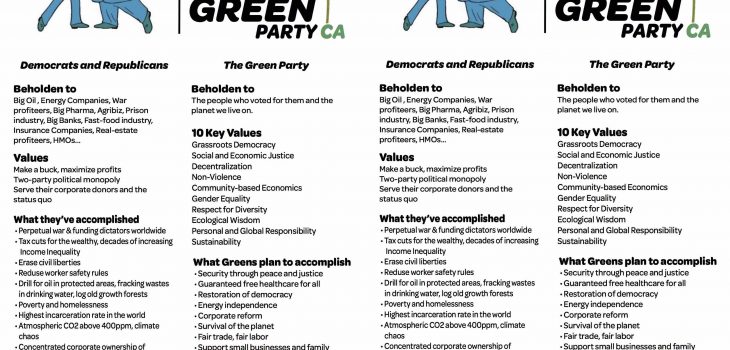 GREEN
PARTY CA
Democrats and Republicans
Beholden to
Big Oil , Energy Companies, War
profiteers, Big Pharma, Agribiz, Prison
industry, Big Banks, Fast-food industry,
Insurance Companies, Real-estate
profiteers, HMOs...
Values
Make a buck, maximize profits
Two-party political monopoly
Serve their corporate donors and the
status quo
What they've accomplished
• Perpetual war & funding dictators worldwide
• Tax cuts for the wealthy, decades of increasing
Income Inequality
• Erase civil liberties
• Reduse worker safety rules
• Drill for oil in protected areas, fracking wastes
in drinking water, log old growth forests
• Poverty and homelessness
• Highest incarceration rate in the world
• Atmospheric CO2 above 400ppm, climate
chaos
• Concentrated corporate ownership of
The Green Party
Beholden to
The people who voted for them and the
planet we live on.
10 Key Values
Grassroots Democracy
Social and Economic Justice
Decentralization
Non-Violence
Community-based Economics
Gender Equality
Respect for Diversity
Ecological Wisdom
Personal and Global Responsibility
Sustainability
What Greens plan to accomplish
• Security through peace and justice
• Guaranteed free healthcare for all
• Restoration of democracy
• Energy independence
• Corporate reform
• Survival of the planet
• Fair trade, fair labor
• Support small businesses and family
GREEN
PARTY CA
Democrats and Republicans
Beholden to
Big Oil , Energy Companies, War
profiteers, Big Pharma, Agribiz, Prison
industry, Big Banks, Fast-food industry,
Insurance Companies, Real-estate
profiteers, HMOs...
Values
Make a buck, maximize profits
Two-party political monopoly
Serve their corporate donors and the
status quo
What they've accomplished
• Perpetual war & funding dictators worldwide
• Tax cuts for the wealthy, decades of increasing
Income Inequality
• Erase civil liberties
• Reduse worker safety rules
• Drill for oil in protected areas, fracking wastes
in drinking water, log old growth forests
• Poverty and homelessness
• Highest incarceration rate in the world
• Atmospheric CO2 above 400ppm, climate
chaos
• Concentrated corporate ownership of
The Green Party
Beholden to
The people who voted for them and the
planet we live on.
10 Key Values
Grassroots Democracy
Social and Economic Justice
Decentralization
Non-Violence
Community-based Economics
Gender Equality
Respect for Diversity
Ecological Wisdom
Personal and Global Responsibility
Sustainability
What Greens plan to accomplish
• Security through peace and justice
• Guaranteed free healthcare for all
• Restoration of democracy
• Energy independence
• Corporate reform
• Survival of the planet
• Fair trade, fair labor
• Support small businesses and family